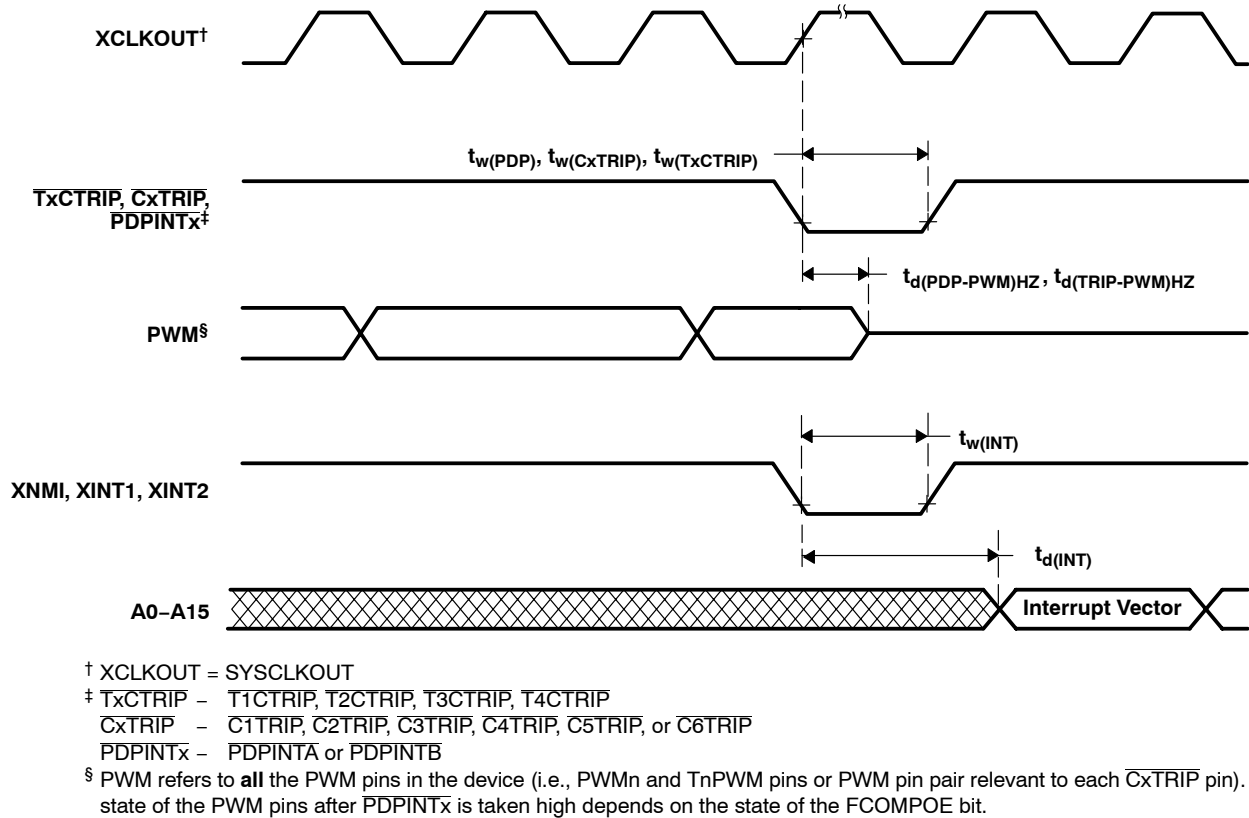 XCLKOUT†
tw(PDP), tw(CxTRIP), tw(TxCTRIP)
TxCTRIP, CxTRIP,
PDPINTx‡
td(PDP-PWM)HZ, td(TRIP-PWM)HZ
PWM§
tw(INT)
XNMI, XINT1, XINT2
td(INT)
A0−A15
Interrupt Vector
† XCLKOUT = SYSCLKOUT
‡ TxCTRIP − T1CTRIP, T2CTRIP, T3CTRIP, T4CTRIP
CxTRIP − C1TRIP, C2TRIP, C3TRIP, C4TRIP, C5TRIP, or C6TRIP
PDPINTx − PDPINTA or PDPINTB
§ PWM refers to all the PWM pins in the device (i.e., PWMn and TnPWM pins or PWM pin pair relevant to each CxTRIP pin).
state of the PWM pins after PDPINTx is taken high depends on the state of the FCOMPOE bit.